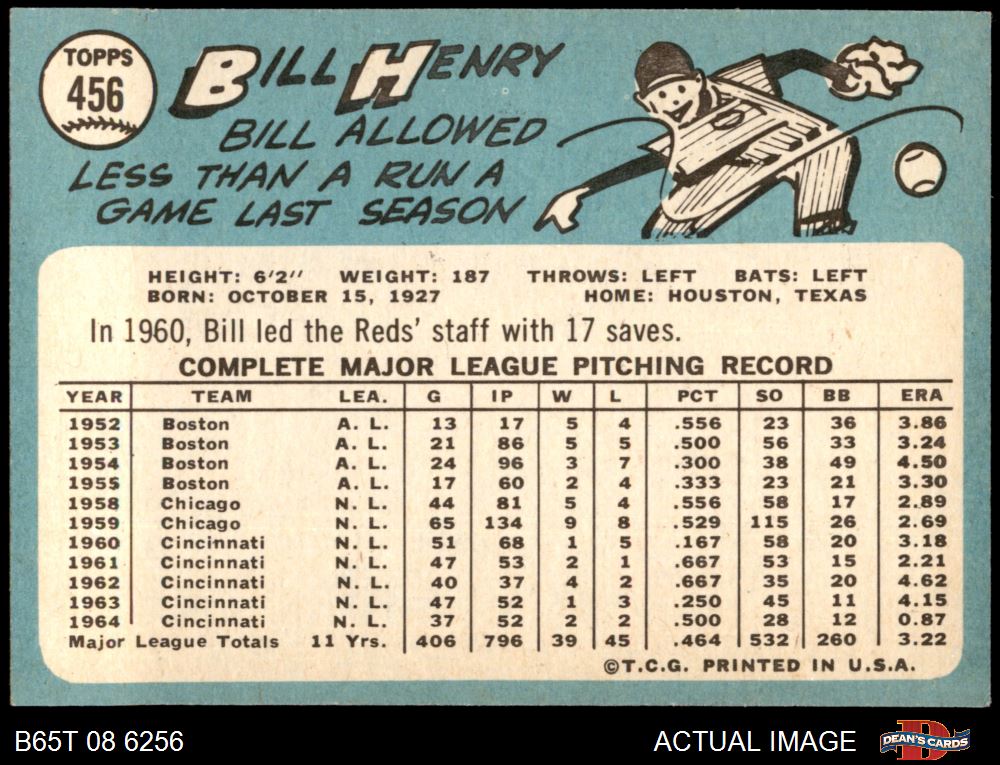 TOPPS
456
BILL HENRY
BILL ALLOWED
LESS THAN A RUN A
GAME LAST SEASON
HEIGHT: 6'2" WEIGHT: 187 THROWS: LEFT BATS: LEFT
BORN: OCTOBER 15, 1927 HOME: HOUSTON, TEXAS
In 1960, Bill led the Reds' staff with 17 saves.
COMPLETE MAJOR LEAGUE PITCHING RECORD
YEAR TEAM LEA. G IP W L PCT SO BB ERA
1952 Boston A. L. 13 17 5 4 .556 23 36 3.86
1953 Boston A. L. 21 86 5 5 .500 56 33 3.24
1954 Boston A. L. 24 96 3 7 .300 38 49 4.50
1955 Boston A. L. 17 60 2 4 .333 23 21 3.30
1958 Chicago N. L. 44 81 5 4 .556 58 17 2.89
1959 Chicago N. L. 65 134 9 8 .529 115 26 2.69
1960 Cincinnati N. L. 51 68 1 5 .167 58 20 3.18
1961 Cincinnati N. L. 47 53 2 1 .667 53 15 2.21
1962 Cincinnati N. L. 40 37 4 2 .667 35 20 4.62
1963 Cincinnati N. L. 47 52 1 3 .250 45 11 4.15
1964 Cincinnati N. L. 37 52 2 2 .500 28 12 0.87
Major League Totals 11 Yrs. 406 796 39 45 .464 532 260 3.22
©T.C.G. PRINTED IN U.S.A.
B65T 08 6256 ACTUAL IMAGE DEAN'S CARDS